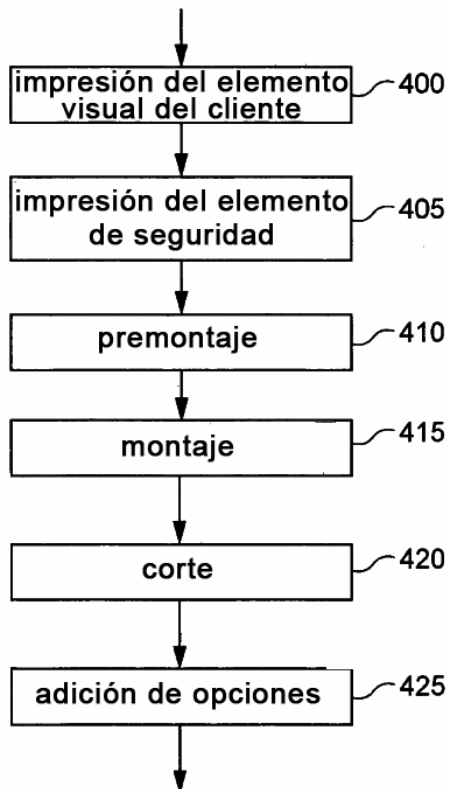 impresión del elemento
visual del cliente
400
impresión del elemento
de seguridad
405
premontaje
410
montaje
415
corte
420
adición de opciones
425